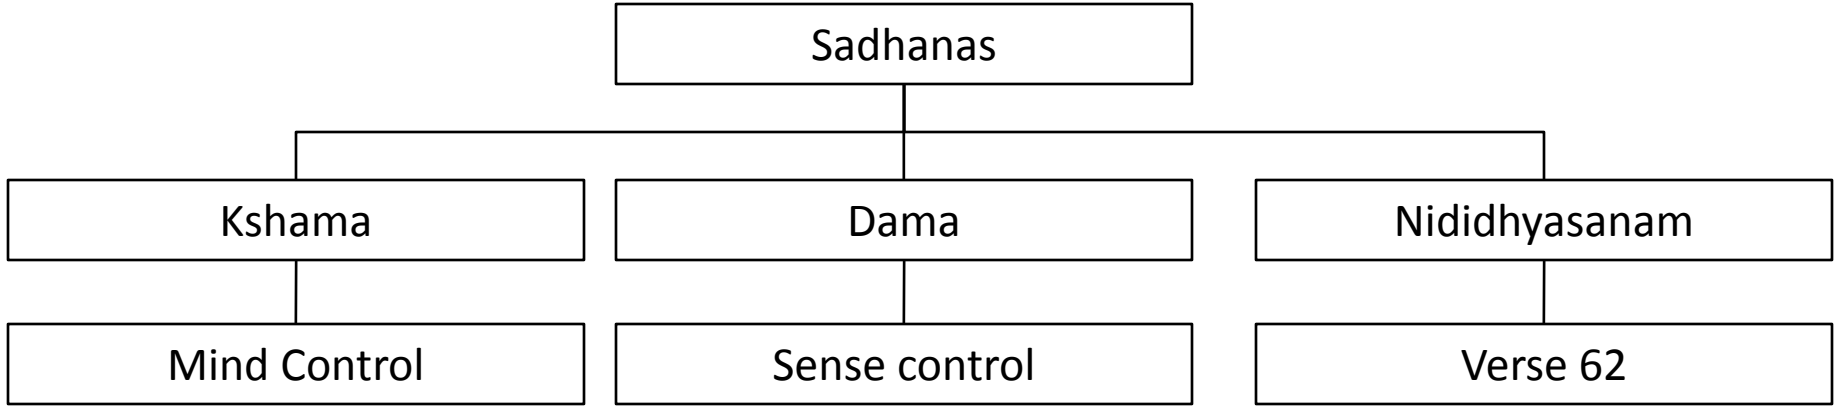 Sadhanas
Kshama
Dama
Nididhyasanam
Mind Control
Sense control
Verse 62